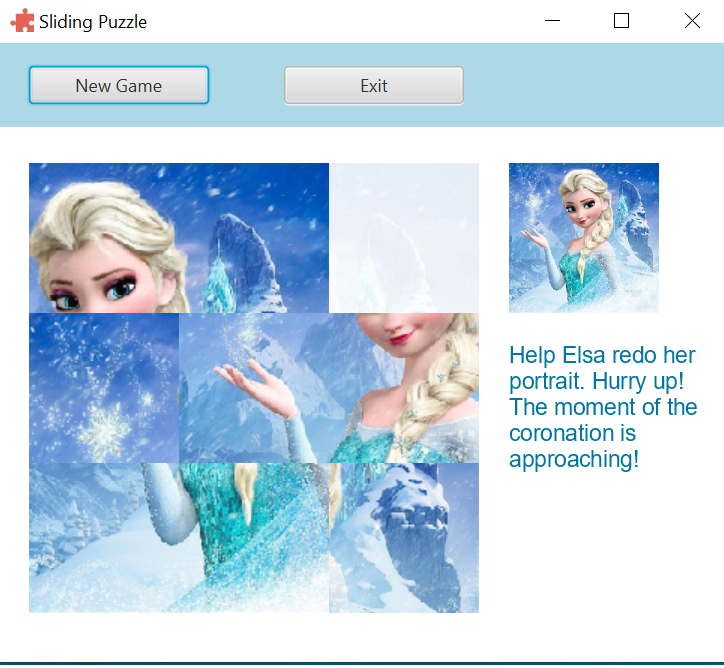 Sliding Puzzle
New Game
Exit
Help Elsa redo her
portrait. Hurry up!
The moment of the
coronation is
approaching!